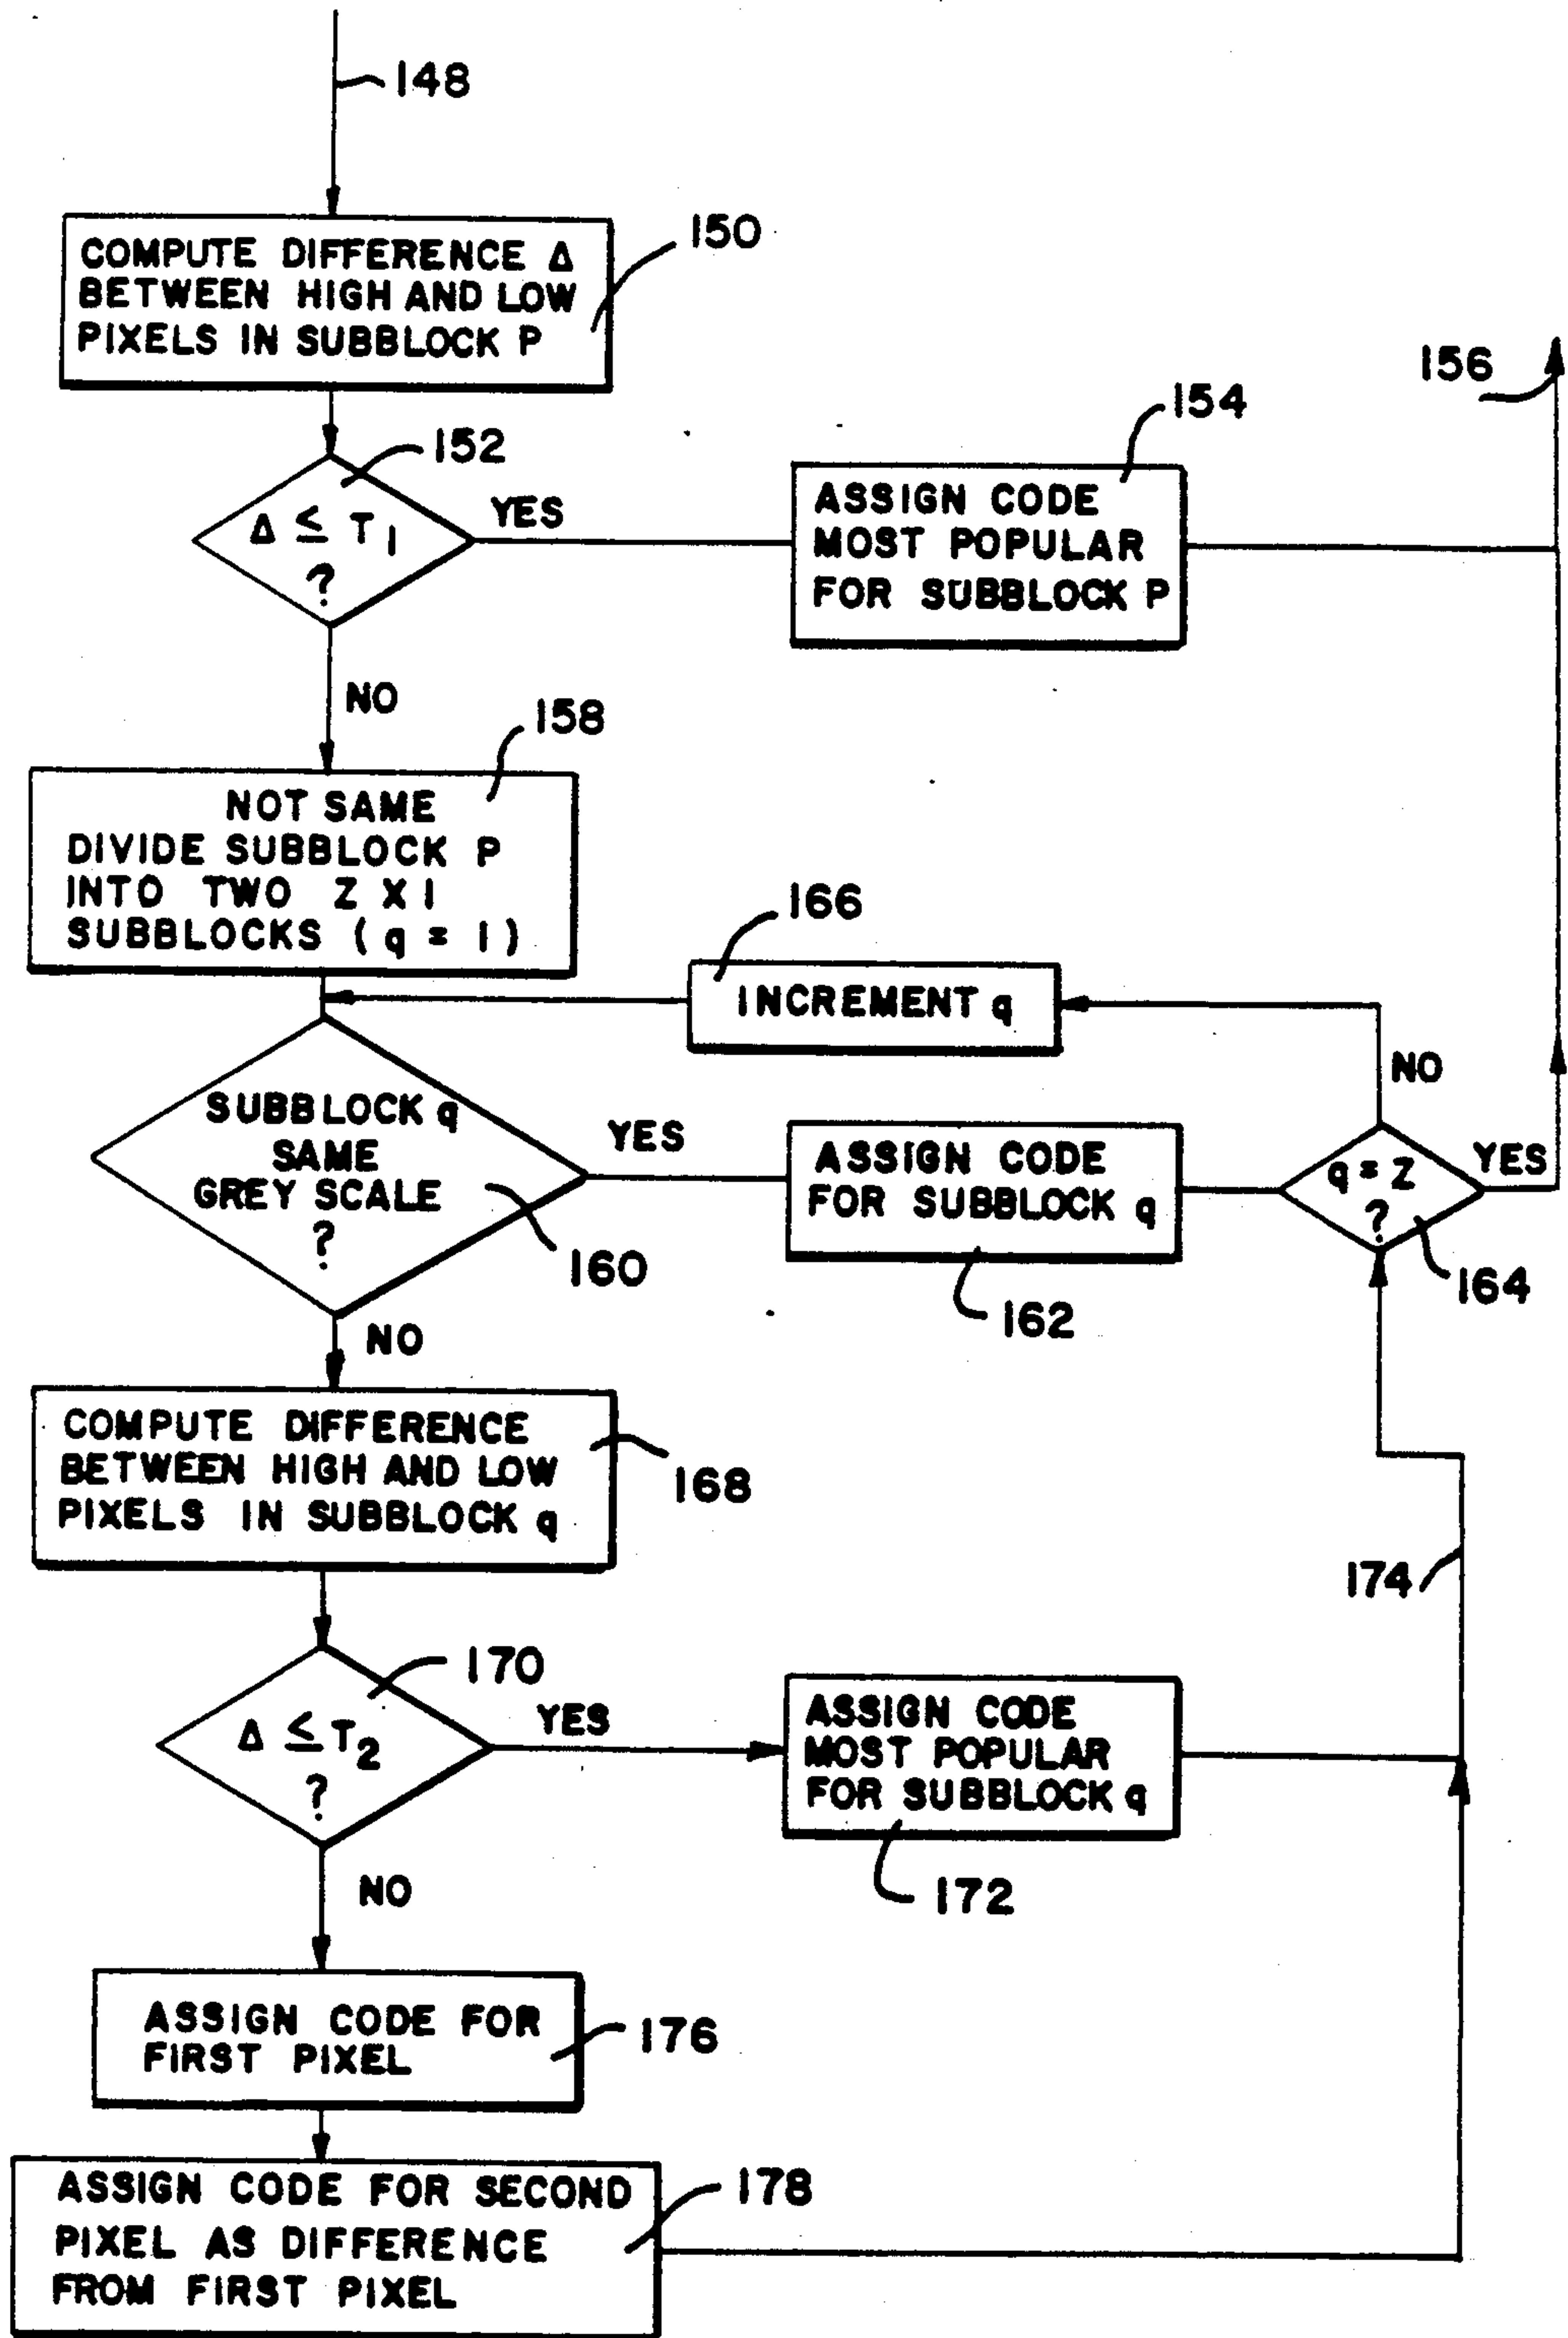 148
COMPUTE DIFFERENCE Δ
BETWEEN HIGH AND LOW
PIXELS IN SUBBLOCK P
150
152
Δ ≤ T1
?
YES
NO
ASSIGN CODE
MOST POPULAR
FOR SUBBLOCK P
154
156
158
NOT SAME
DIVIDE SUBBLOCK P
INTO TWO Z X 1
SUBBLOCKS (q = 1)
166
INCREMENT q
NO
SUBBLOCK q
SAME
GREY SCALE
?
160
YES
NO
ASSIGN CODE
FOR SUBBLOCK q
162
q = Z
?
YES
164
COMPUTE DIFFERENCE
BETWEEN HIGH AND LOW
PIXELS IN SUBBLOCK q
168
174
170
Δ ≤ T2
?
YES
NO
ASSIGN CODE
MOST POPULAR
FOR SUBBLOCK q
172
ASSIGN CODE FOR
FIRST PIXEL
176
ASSIGN CODE FOR SECOND
PIXEL AS DIFFERENCE
FROM FIRST PIXEL
178